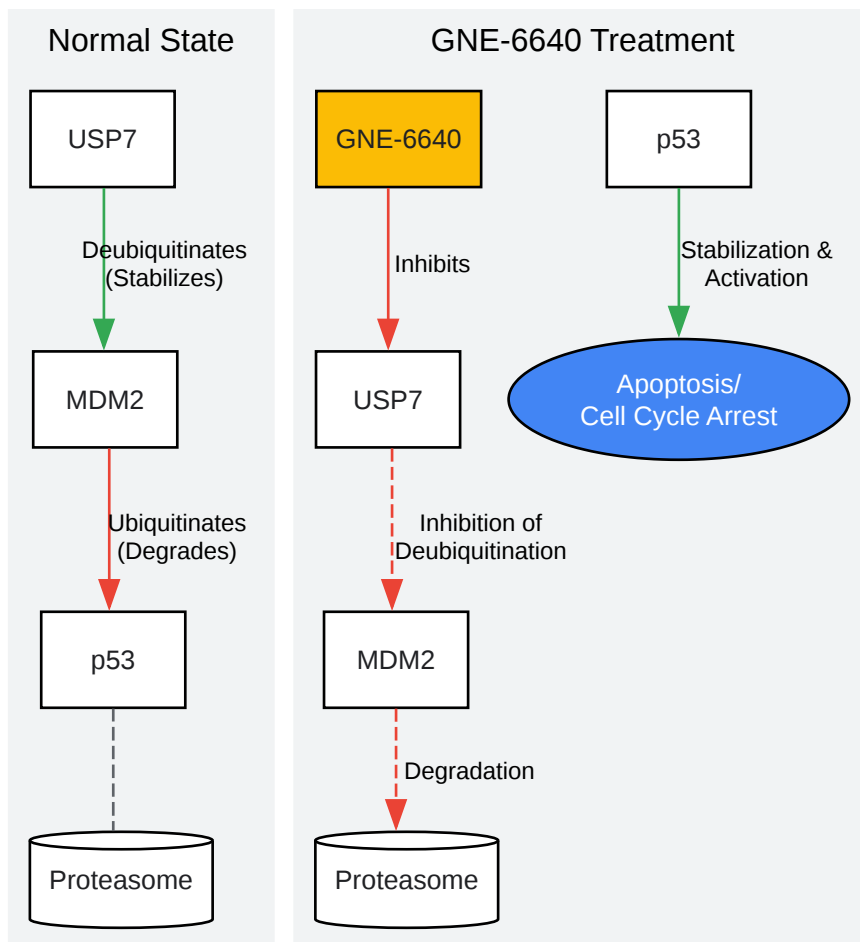 Normal State
USP7
Deubiquitinates
(Stabilizes)
MDM2
Ubiquitinates
(Degrades)
p53
Proteasome
GNE-6640 Treatment
GNE-6640
Inhibits
USP7
Inhibition of
Deubiquitination
MDM2
Degradation
Proteasome
p53
Stabilization &
Activation
Apoptosis/
Cell Cycle Arrest